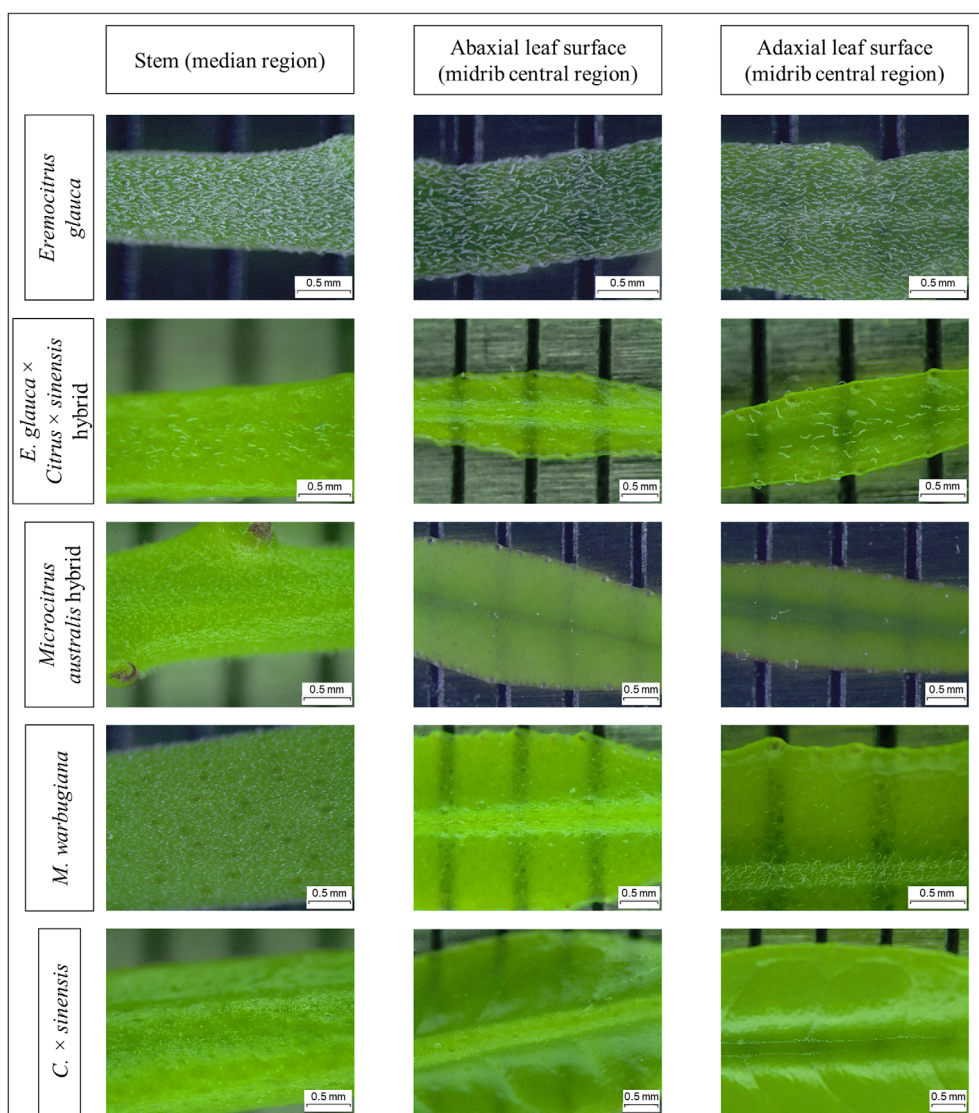 Stem (median region)
Abaxial leaf surface
(midrib central region)
Adaxial leaf surface
(midrib central region)
Eremocitrus
glauca
0.5 mm
0.5 mm
0.5 mm
E. glauca ×
Citrus × sinensis
hybrid
0.5 mm
0.5 mm
0.5 mm
Microcitrus
australis hybrid
0.5 mm
0.5 mm
0.5 mm
M. warbugiana
0.5 mm
0.5 mm
0.5 mm
C. × sinensis
0.5 mm
0.5 mm
0.5 mm